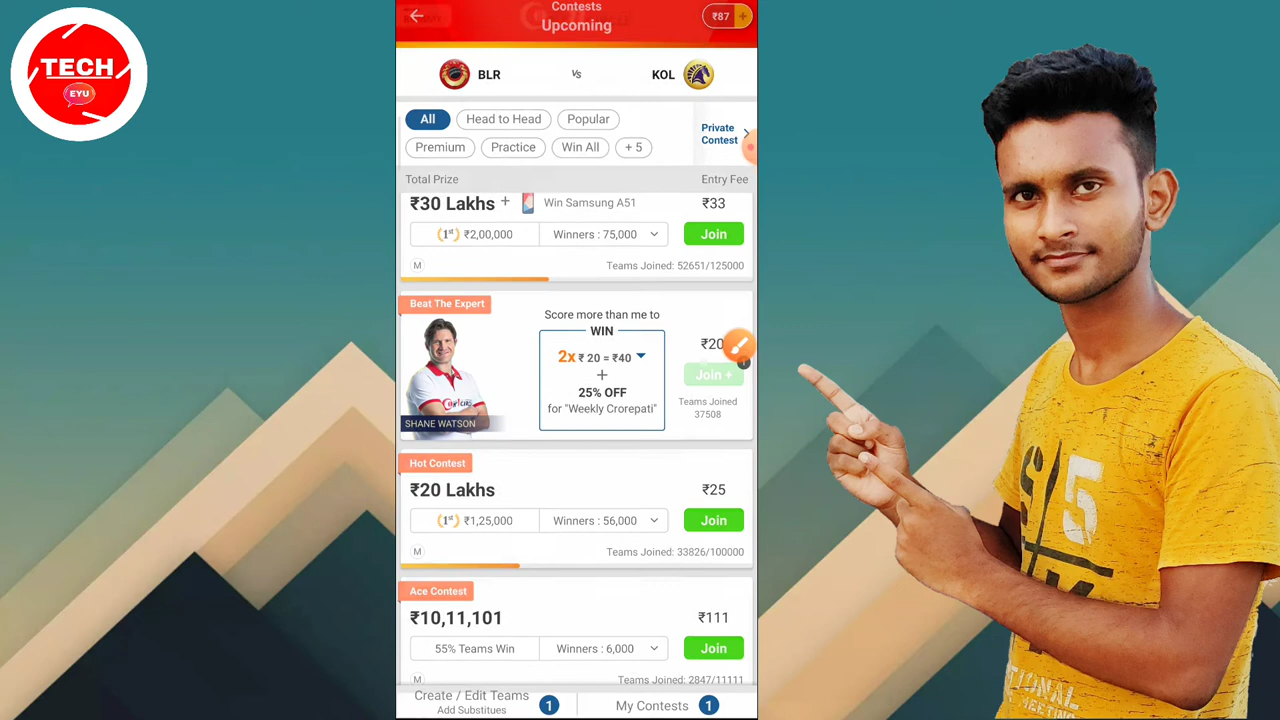 TECH
EYU
Contests
Upcoming
₹87 +
BLR Vs KOL
All Head to Head Popular
Premium Practice Win All + 5
Private
Contest
Total Prize Entry Fee
₹30 Lakhs + Win Samsung A51 ₹33
1st ₹2,00,000 Winners : 75,000 Join
M Teams Joined: 52651/125000
Beat The Expert
Score more than me to
WIN
2x ₹ 20 = ₹40
+
25% OFF
for "Weekly Crorepati"
SHANE WATSON
₹20
Join +
Teams Joined
37508
Hot Contest
₹20 Lakhs ₹25
1st ₹1,25,000 Winners : 56,000 Join
M Teams Joined: 33826/100000
Ace Contest
₹10,11,101 ₹111
55% Teams Win Winners : 6,000 Join
M Teams Joined: 2847/11111
Create / Edit Teams
Add Substitues 1
My Contests 1
S 5